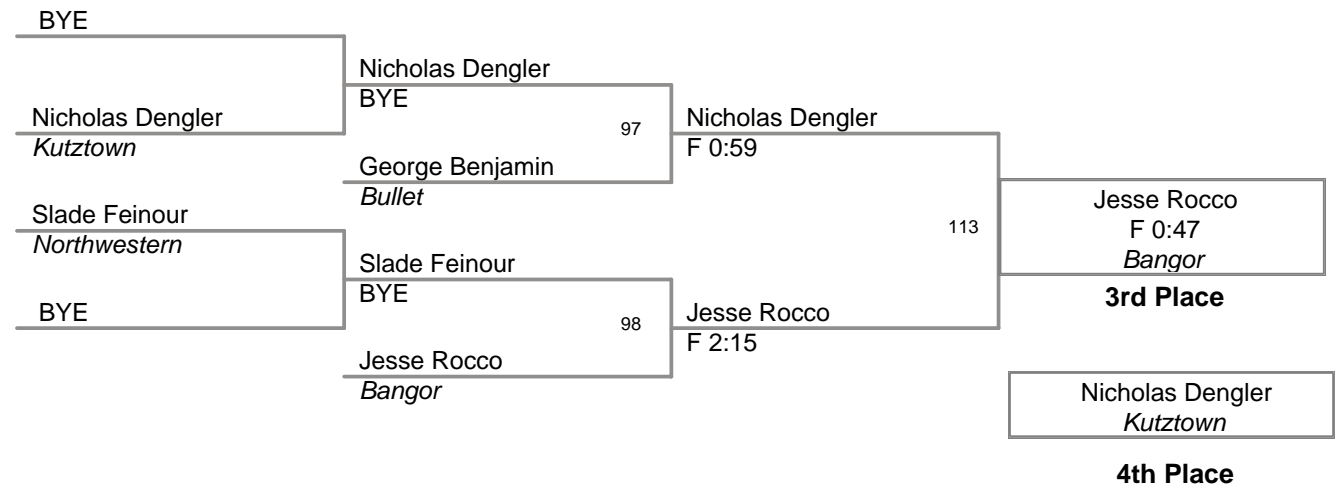 BYE
Nicholas Dengler
BYE
Nicholas Dengler
Kutztown
97
Nicholas Dengler
F 0:59
George Benjamin
Bullet
Slade Feinour
Northwestern
113
Jesse Rocco
F 0:47
Bangor
3rd Place
Slade Feinour
BYE
BYE
98
Jesse Rocco
F 2:15
Jesse Rocco
Bangor
Nicholas Dengler
Kutztown
4th Place